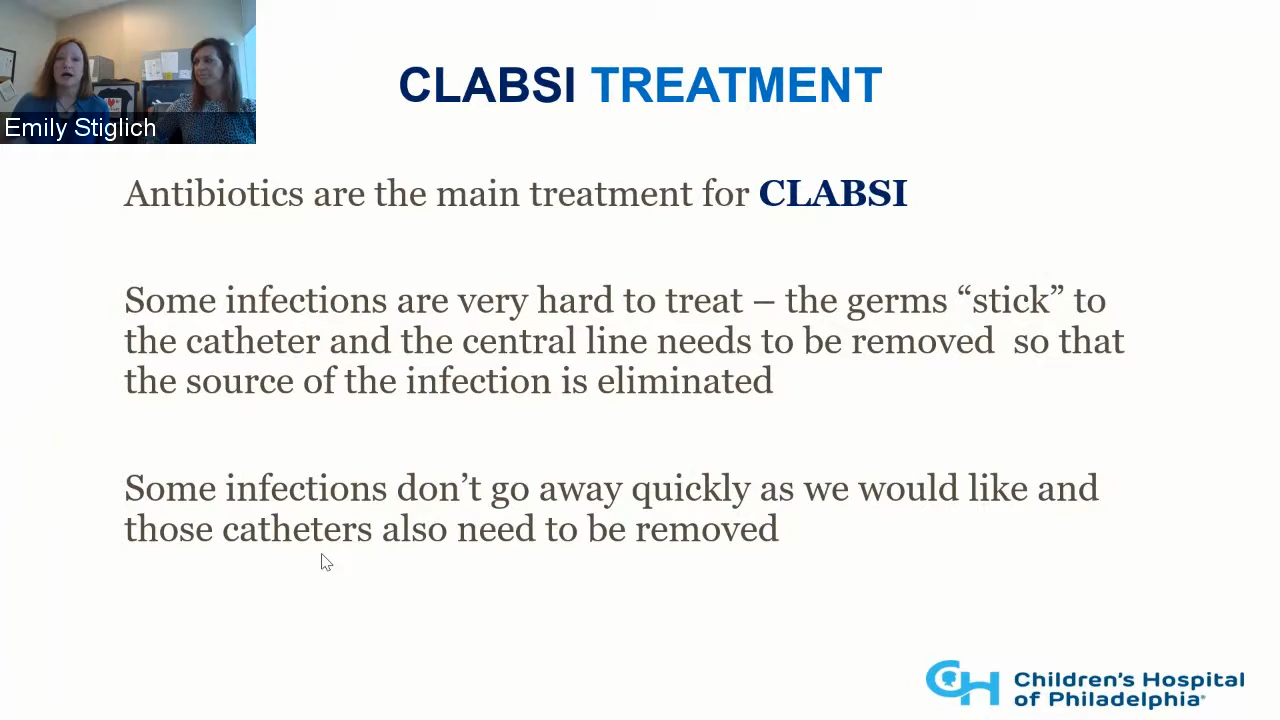 Emily Stiglich
CLABSI TREATMENT
Antibiotics are the main treatment for CLABSI
Some infections are very hard to treat – the germs “stick” to
the catheter and the central line needs to be removed  so that
the source of the infection is eliminated
Some infections don’t go away quickly as we would like and
those catheters also need to be removed
CH Children’s Hospital
of Philadelphia®